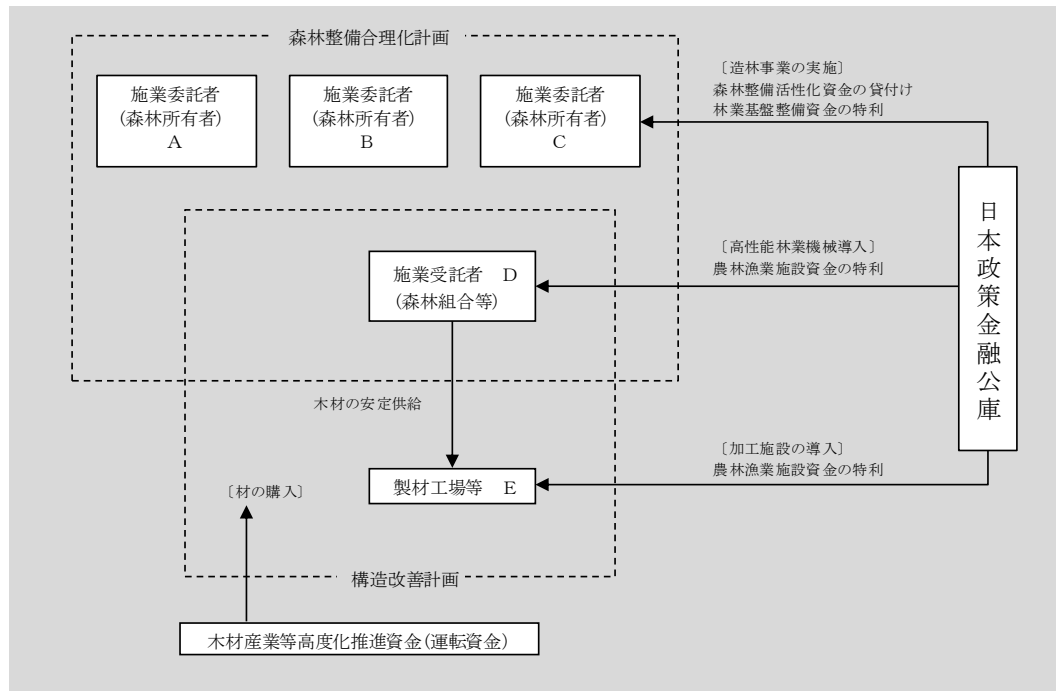 森林整備合理化計画
施業委託者
(森林所有者)
A
施業委託者
(森林所有者)
B
施業委託者
(森林所有者)
C
〔造林事業の実施〕
森林整備活性化資金の貸付け
林業基盤整備資金の特利
日本政策金融公庫
施業受託者 D
(森林組合等)
〔高性能林業機械導入〕
農林漁業施設資金の特利
木材の安定供給
〔加工施設の導入〕
農林漁業施設資金の特利
製材工場等 E
〔材の購入〕
構造改善計画
木材産業等高度化推進資金(運転資金)